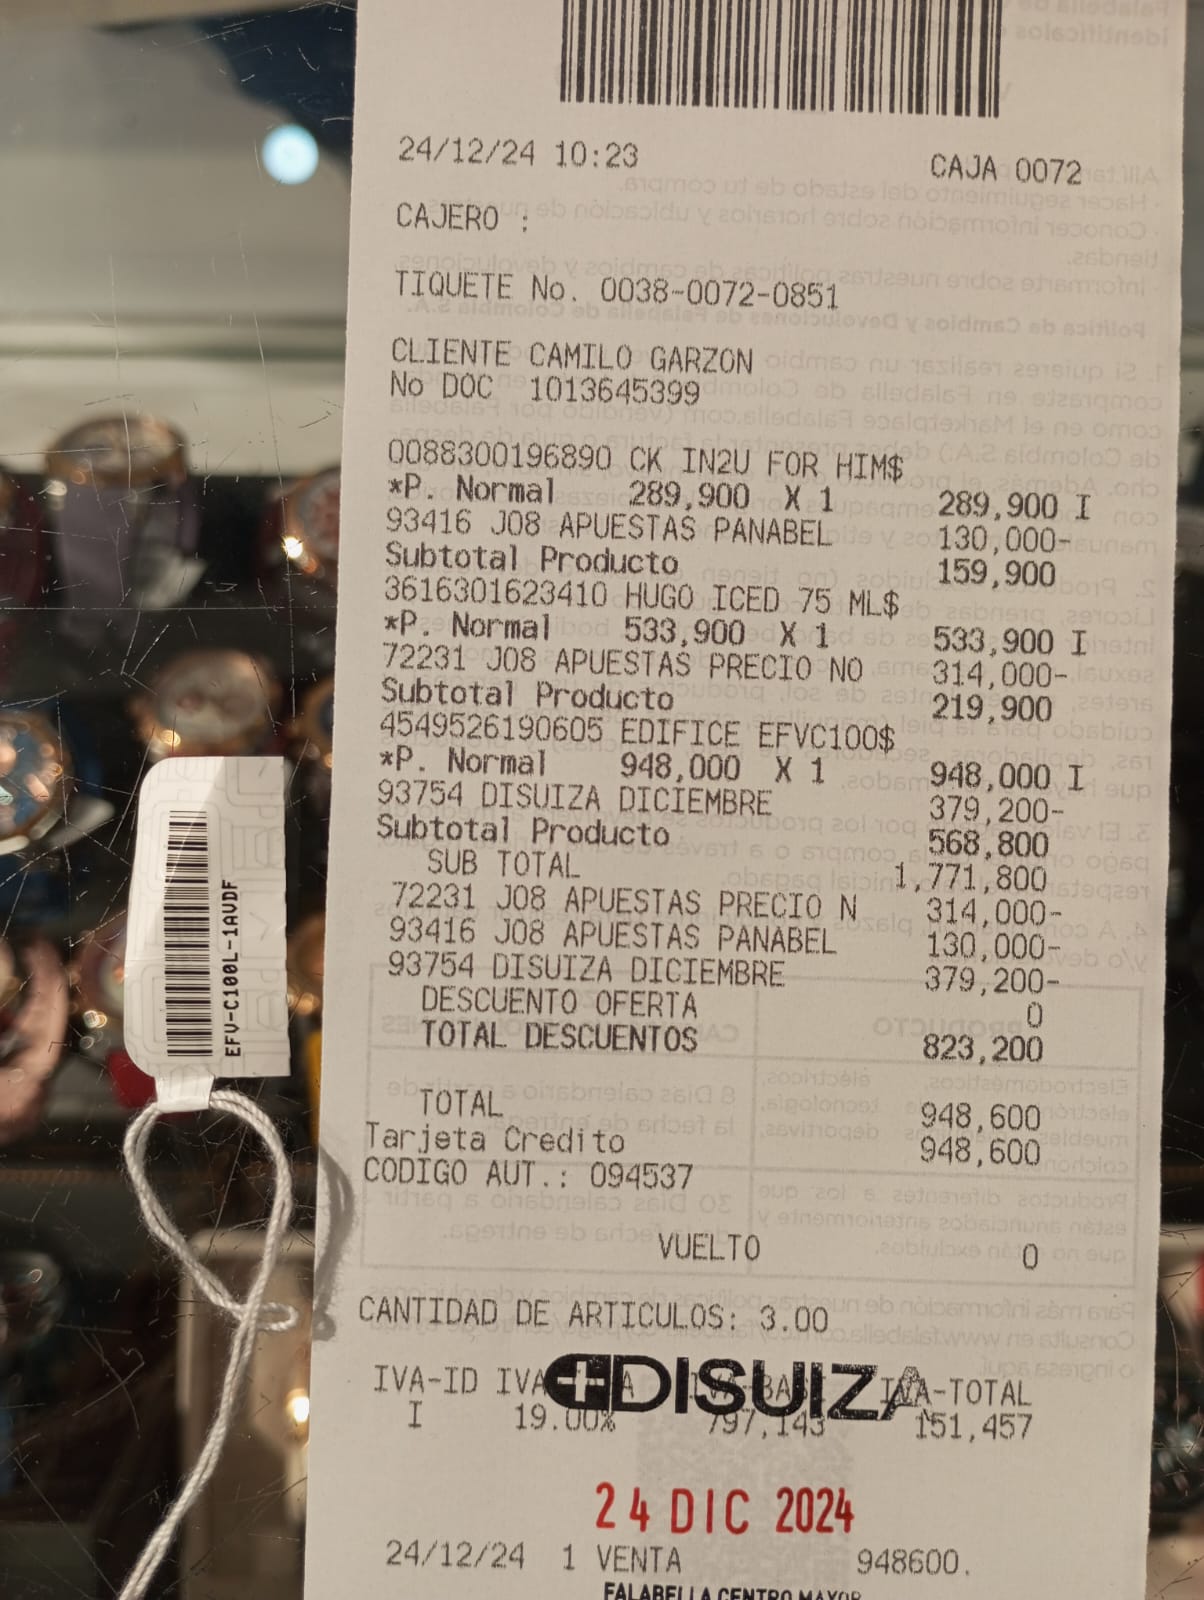 24/12/24 10:23 CAJA 0072
CAJERO :
TIQUETE No. 0038-0072-0851
CLIENTE CAMILO GARZON
No DOC 1013645399
0088300196890 CK IN2U FOR HIM$
*P. Normal 289,900 X 1 289,900 I
93416 J08 APUESTAS PANABEL 130,000-
Subtotal Producto 159,900
3616301623410 HUGO ICED 75 ML$
*P. Normal 533,900 X 1 533,900 I
72231 J08 APUESTAS PRECIO NO 314,000-
Subtotal Producto 219,900
4549526190605 EDIFICE EFVC100$
*P. Normal 948,000 X 1 948,000 I
93754 DISUIZA DICIEMBRE 379,200-
Subtotal Producto 568,800
SUB TOTAL 1,771,800
72231 J08 APUESTAS PRECIO N 314,000-
93416 J08 APUESTAS PANABEL 130,000-
93754 DISUIZA DICIEMBRE 379,200-
DESCUENTO OFERTA 0
TOTAL DESCUENTOS 823,200
TOTAL 948,600
Tarjeta Credito 948,600
CODIGO AUT.: 094537
VUELTO 0
CANTIDAD DE ARTICULOS: 3.00
DISUIZA
IVA-ID IVA-TOTAL
I 19.00% 797,143 151,457
24 DIC 2024
24/12/24 1 VENTA 948600.
FALABELLA CENTRO MAYOR
EFV-C100L-1AVDF